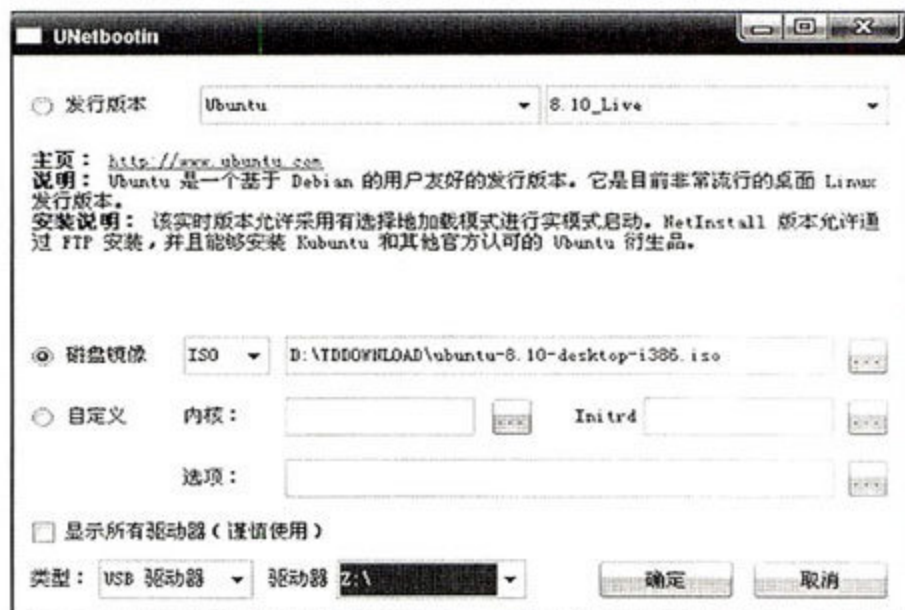 UNetbootin
发行版本 Ubuntu 8.10_Live
主页： http://www.ubuntu.com
说明： Ubuntu 是一个基于 Debian 的用户友好的发行版本。它是目前非常流行的桌面 Linux
发行版本。
安装说明： 该实时版本允许采用有选择地加载模式进行实模式启动。NetInstall 版本允许通
过 FTP 安装，并且能够安装 Kubuntu 和其他官方认可的 Ubuntu 衍生品。
磁盘镜像 ISO D:\TDDOWNLOAD\ubuntu-8.10-desktop-i386.iso ...
自定义 内核： ... Initrd ...
选项： ...
显示所有驱动器（谨慎使用）
类型： USB 驱动器 驱动器 Z:\ 确定 取消